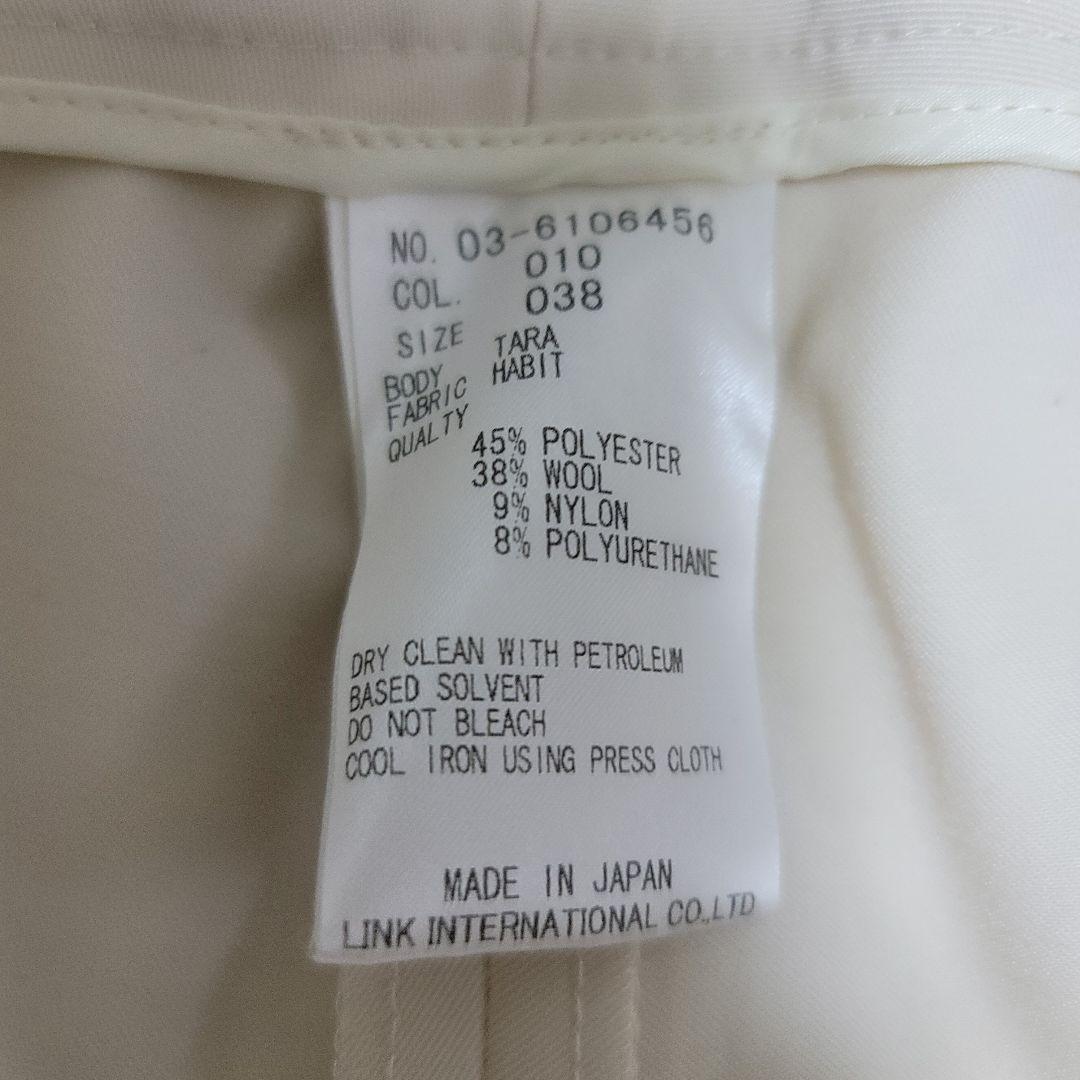 NO. 03-6106456
COL. 010
SIZE 038
BODY TARA
FABRIC HABIT
QUALTY
45% POLYESTER
38% WOOL
9% NYLON
8% POLYURETHANE
DRY CLEAN WITH PETROLEUM
BASED SOLVENT
DO NOT BLEACH
COOL IRON USING PRESS CLOTH
MADE IN JAPAN
LINK INTERNATIONAL CO.,LTD